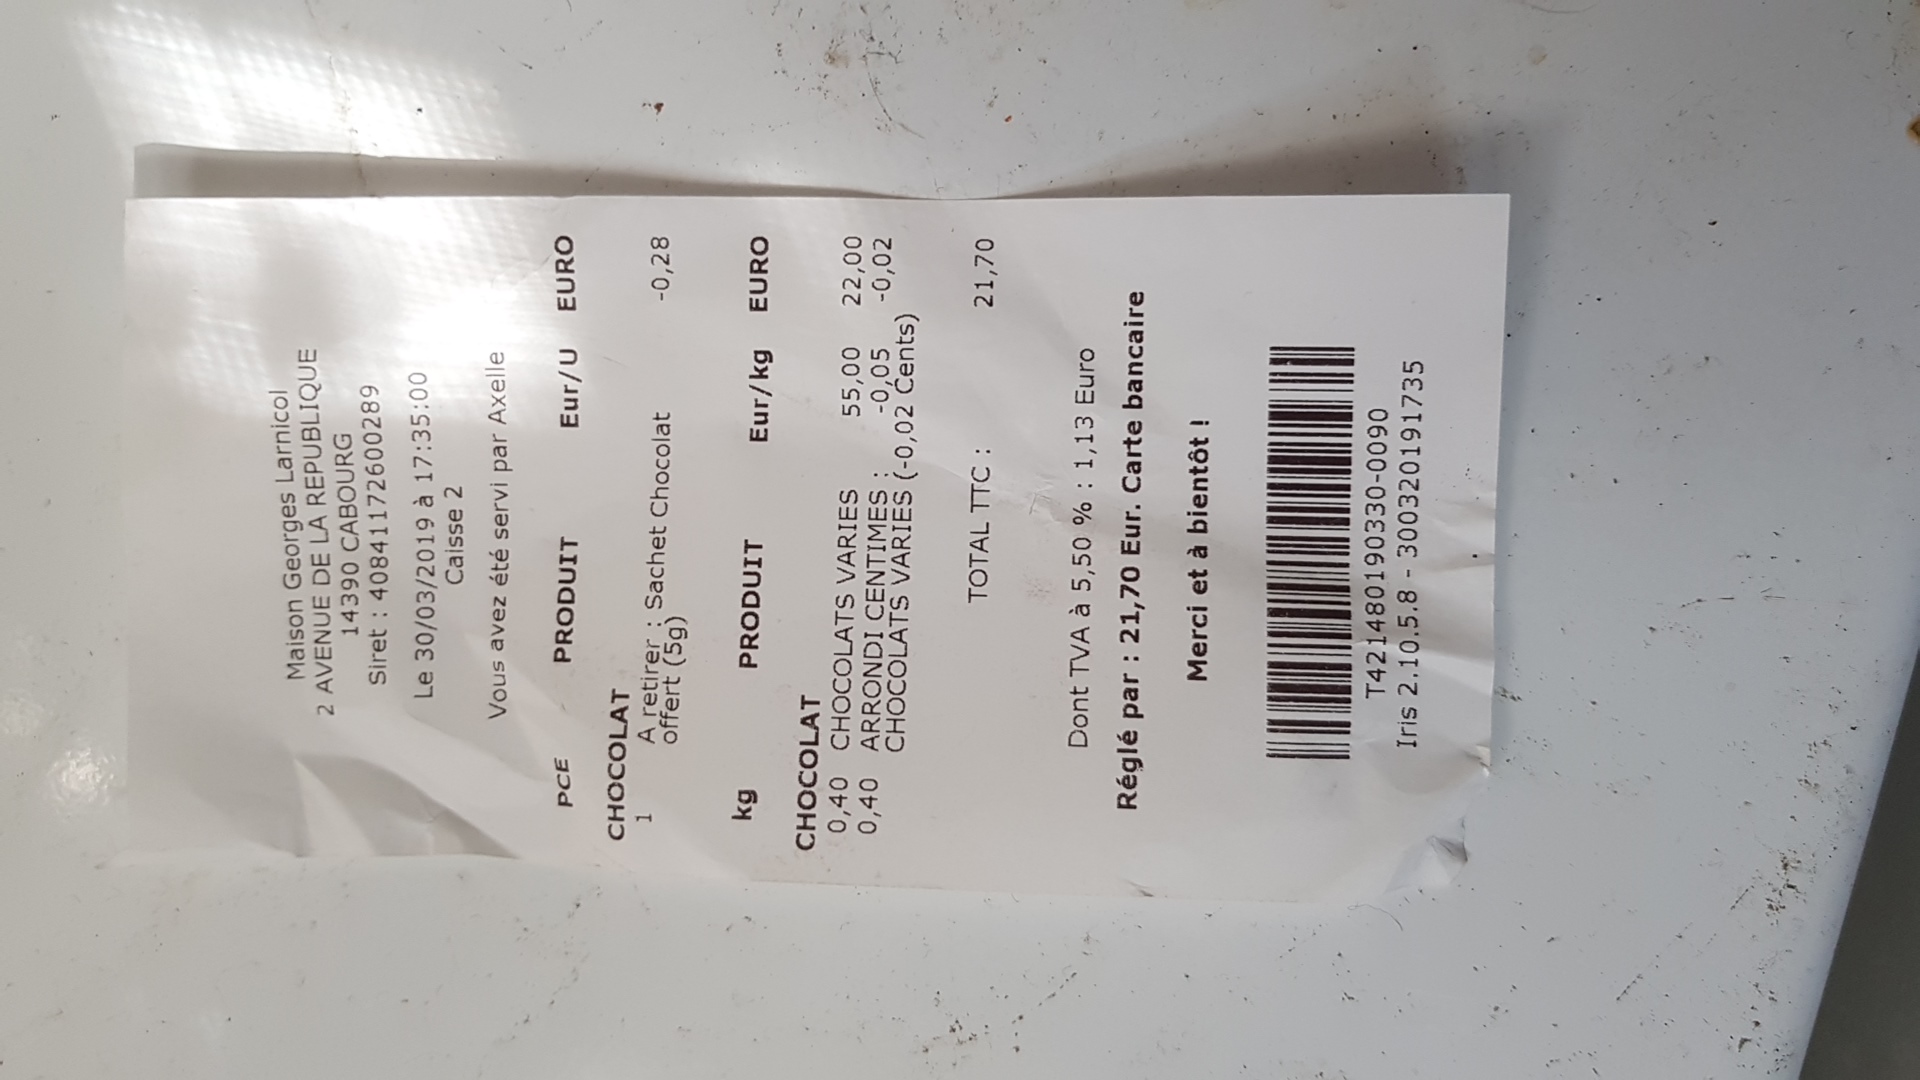 Maison Georges Larnicol
2 AVENUE DE LA REPUBLIQUE
14390 CABOURG
Siret : 40841172600289
Le 30/03/2019 à 17:35:00
Caisse 2
Vous avez été servi par Axelle
PCE PRODUIT Eur/U EURO
CHOCOLAT
1 A retirer : Sachet Chocolat -0,28
offert (5g)
kg PRODUIT Eur/kg EURO
CHOCOLAT
0,40 CHOCOLATS VARIES 55,00 22,00
0,40 ARRONDI CENTIMES : -0,05 -0,02
CHOCOLATS VARIES (-0,02 Cents)
TOTAL TTC : 21,70
Dont TVA à 5,50 % : 1,13 Euro
Réglé par : 21,70 Eur. Carte bancaire
Merci et à bientôt !
T421480190330-0090
Iris 2.10.5.8 - 30032019191735